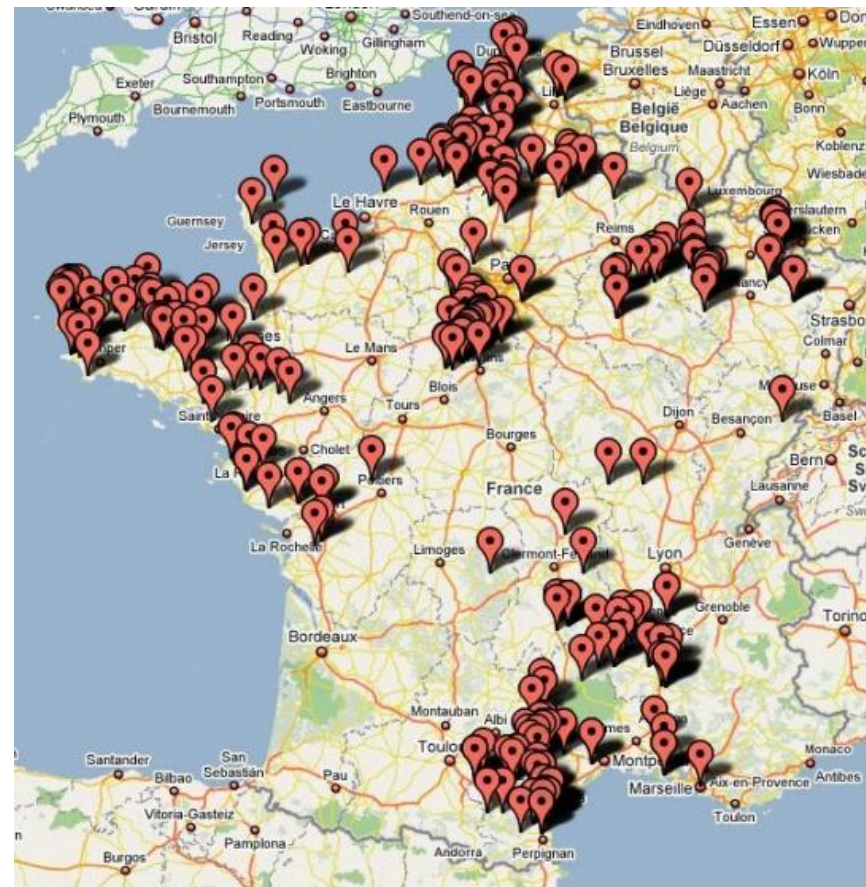 Southend-on-sea
Bristol
Reading
Gillingham
Woking
Eindhoven
Essen
Düsseldorf
Exeter
Southampton
Brighton
Brussel
Bruxelles
Maastricht
Köln
Bournemouth
Portsmouth
Eastbourne
Liège
Aachen
Bonn
Plymouth
België
Belgique
Belgium
Koblenz
Luxembourg
Le Havre
Guernsey
Rouen
Jersey
Reims
Le Mans
Colmar
Blois
Angers
Tours
Dijon
Besançon
Basel
Bourges
Cholet
Bern
Poitiers
France
Lausanne
La Rochelle
Genève
Limoges
Lyon
Grenoble
Torino
Bordeaux
Montauban
Albi
Santander
San
Sebastián
Bilbao
Pau
Monaco
Marseille
Aix-en-Provence
Antibes
Toulon
Vitoria-Gasteiz
Pamplona
Andorra
Perpignan
Burgos